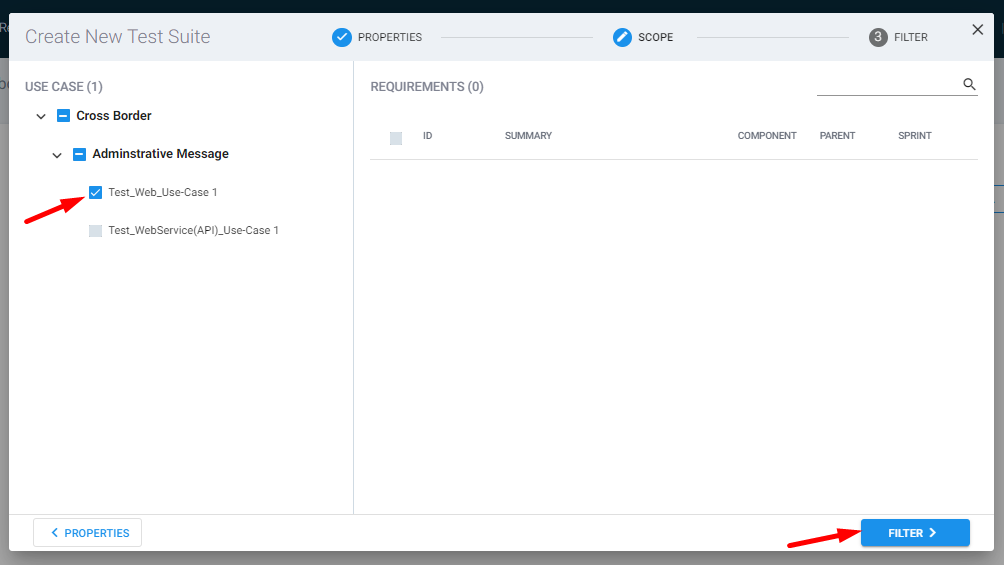 Create New Test Suite
PROPERTIES
SCOPE
3 FILTER
USE CASE (1)
REQUIREMENTS (0)
Cross Border
ID SUMMARY COMPONENT PARENT SPRINT
Adminstrative Message
Test_Web_Use-Case 1
Test_WebService(API)_Use-Case 1
PROPERTIES
FILTER